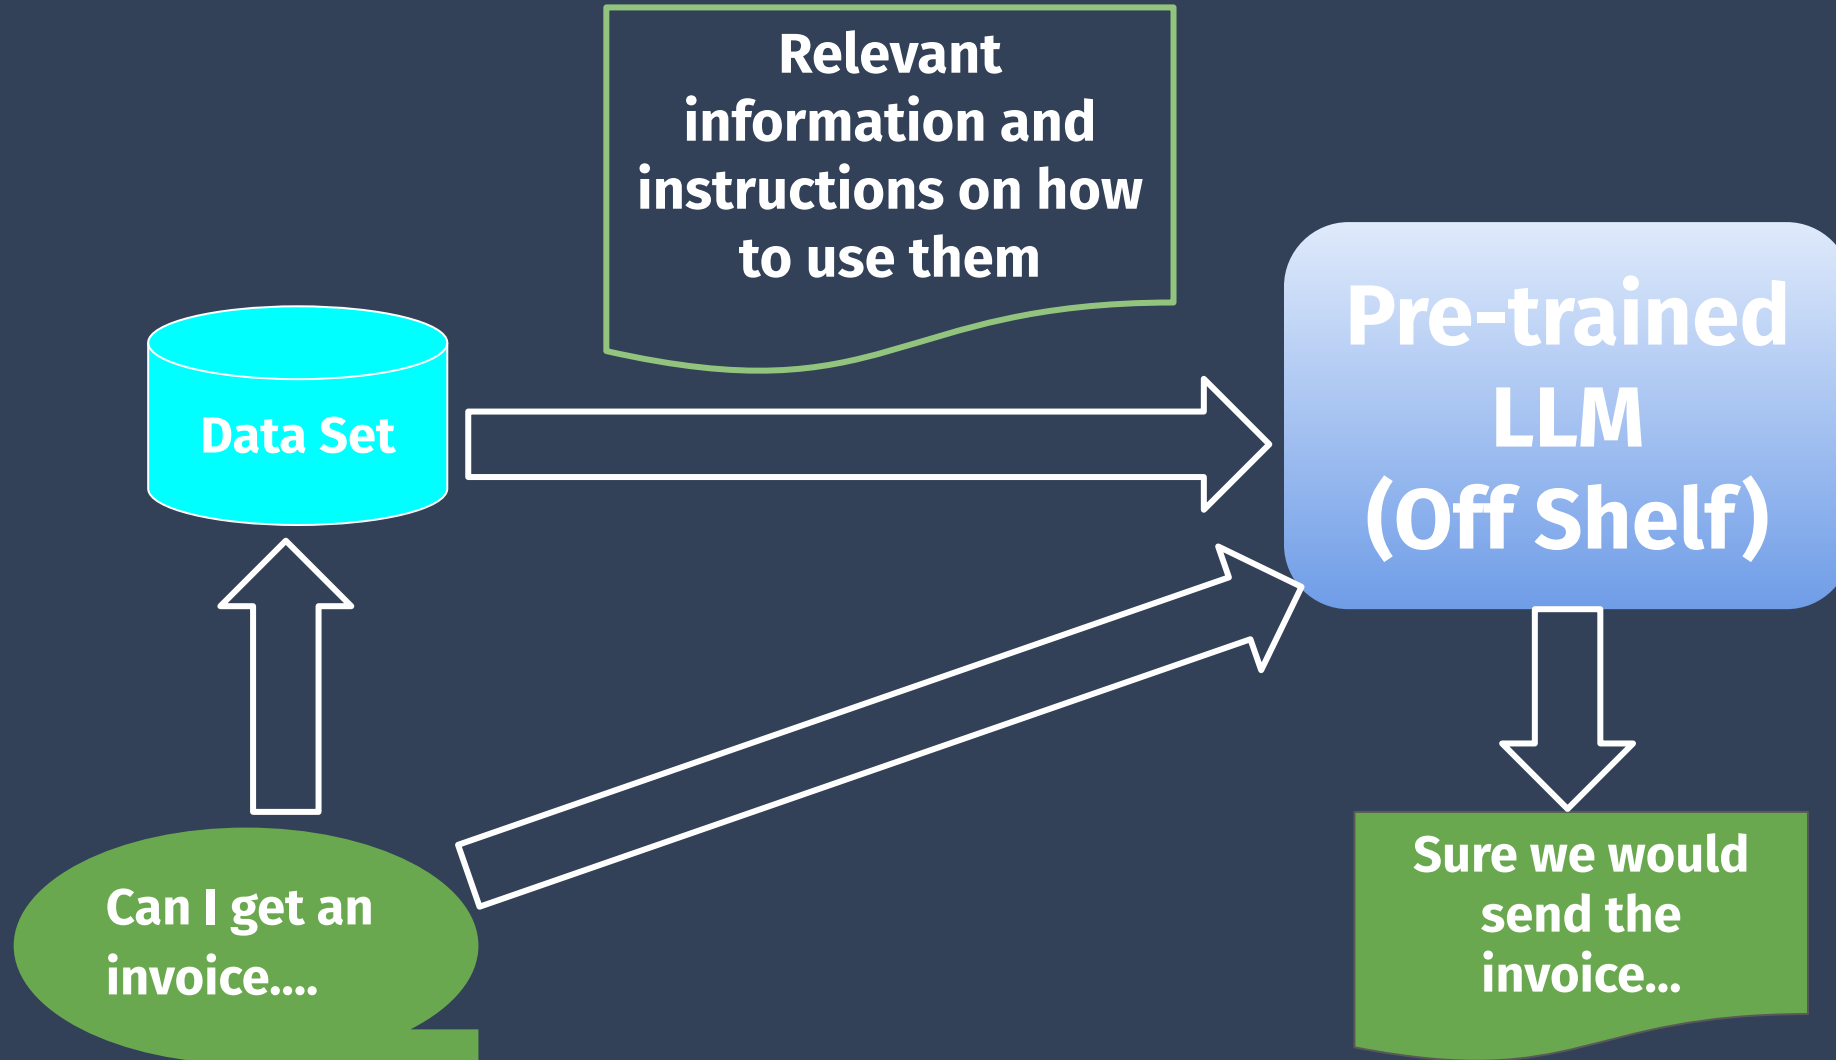 Relevant
information and
instructions on how
to use them
Pre-trained
LLM
(Off Shelf)
Data Set
Can I get an
invoice....
Sure we would
send the
invoice...